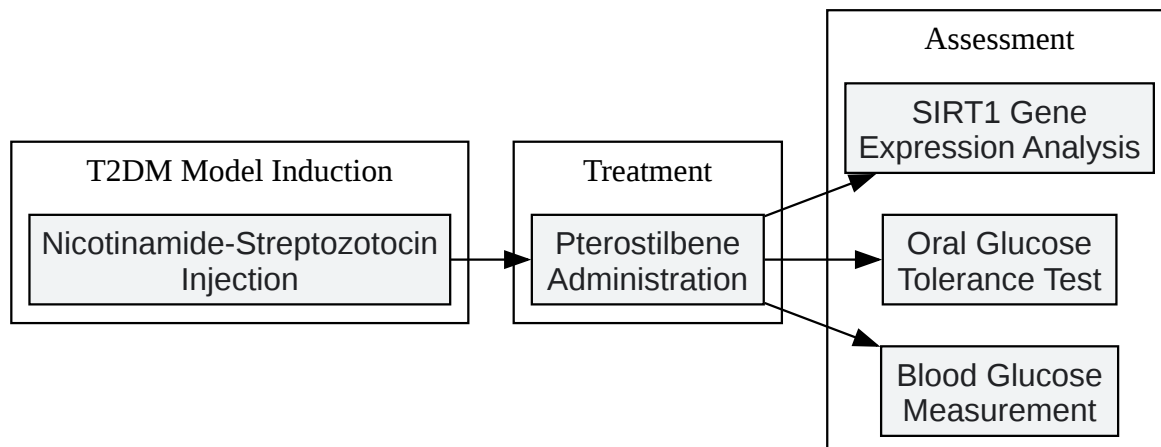 T2DM Model Induction
Nicotinamide-Streptozotocin
Injection
Treatment
Pterostilbene
Administration
Assessment
SIRT1 Gene
Expression Analysis
Oral Glucose
Tolerance Test
Blood Glucose
Measurement